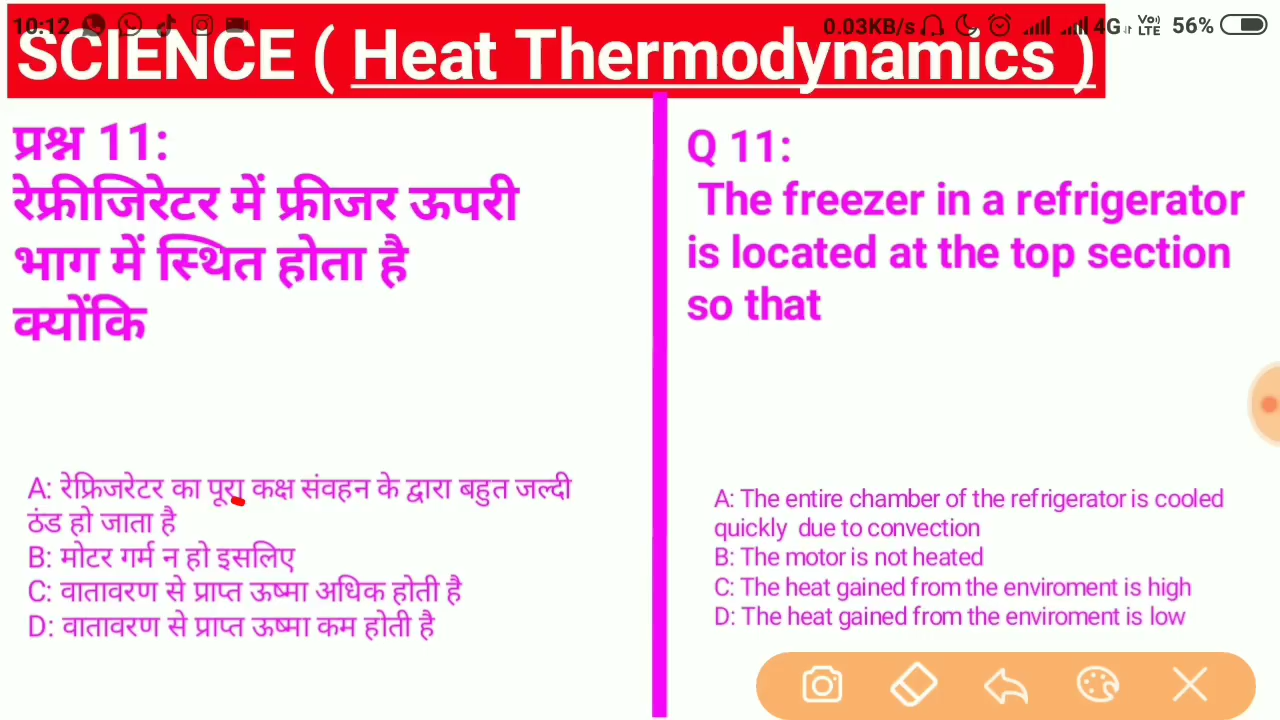 10:12
0.03KB/s
4G
Vo)
LTE
56%
SCIENCE ( Heat Thermodynamics )
प्रश्न 11:
रेफ्रीजिरेटर में फ्रीजर ऊपरी
भाग में स्थित होता है
क्योंकि
A: रेफ्रिजरेटर का पूरा कक्ष संवहन के द्वारा बहुत जल्दी
ठंड हो जाता है
B: मोटर गर्म न हो इसलिए
C: वातावरण से प्राप्त ऊष्मा अधिक होती है
D: वातावरण से प्राप्त ऊष्मा कम होती है
Q 11:
The freezer in a refrigerator
is located at the top section
so that
A: The entire chamber of the refrigerator is cooled
quickly due to convection
B: The motor is not heated
C: The heat gained from the enviroment is high
D: The heat gained from the enviroment is low